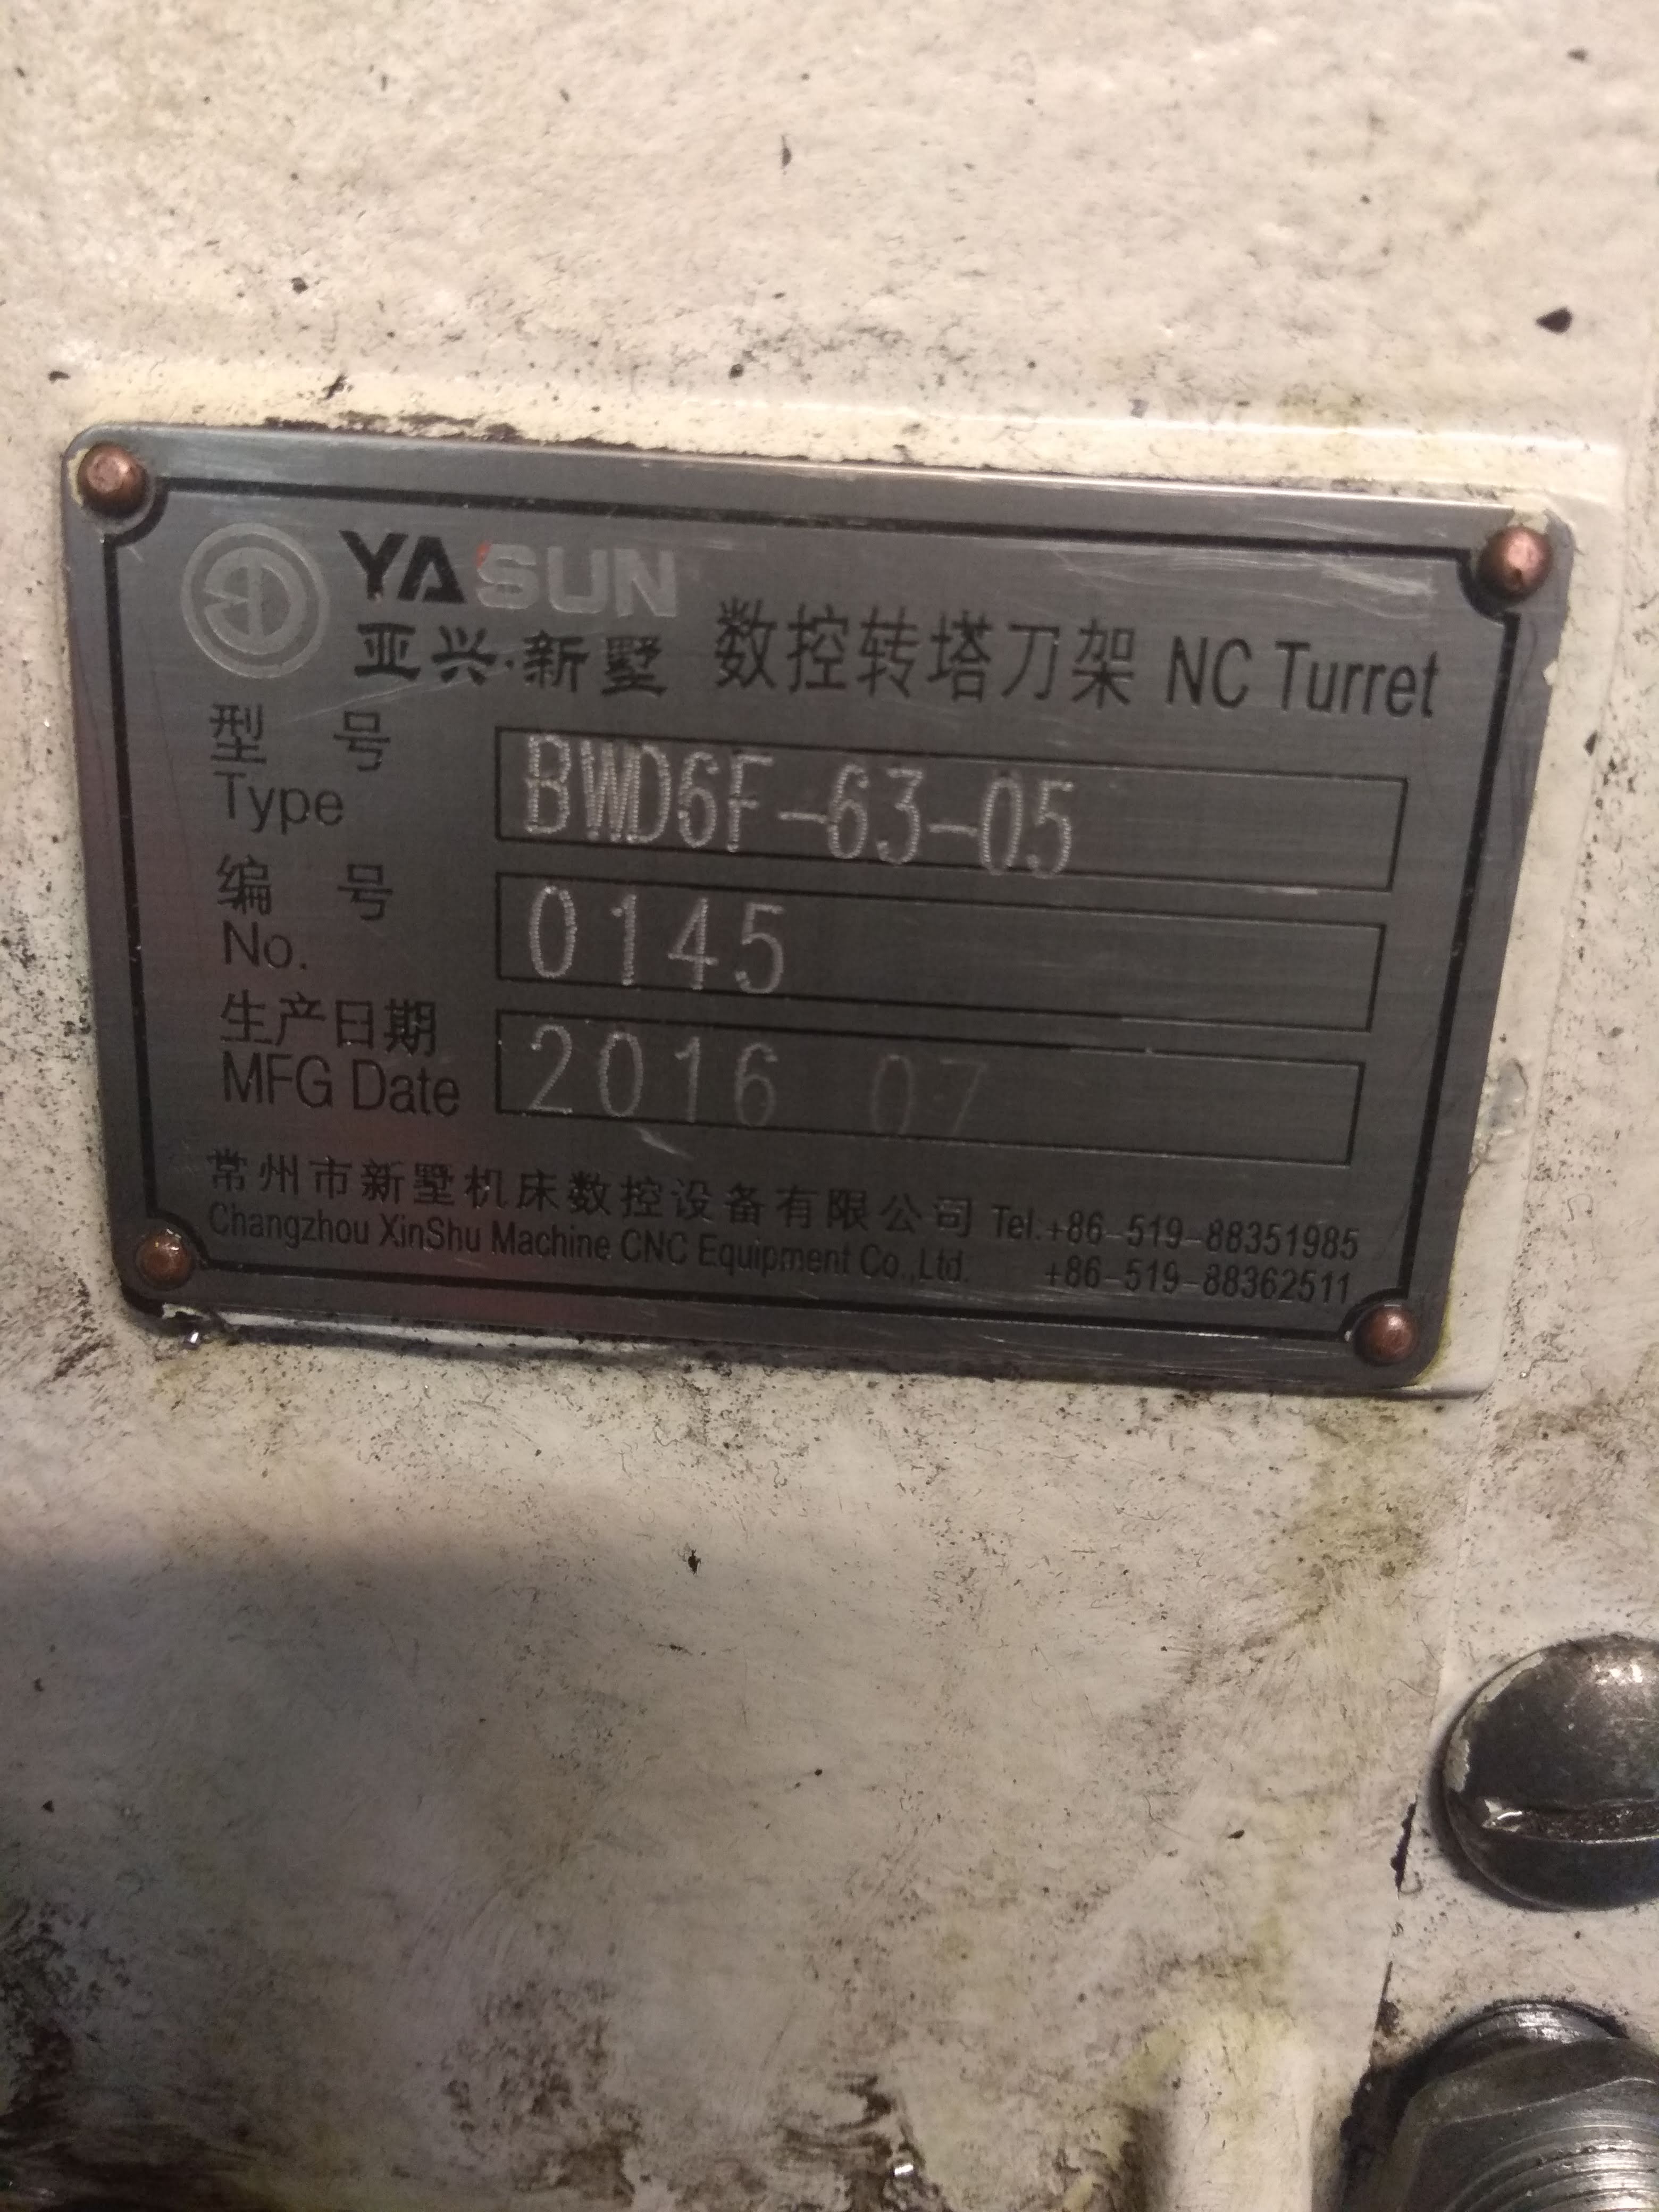 YASUN
亚兴·新墅 数控转塔刀架 NC Turret
型号
Type BWD6F-63-05
编号
No. 0145
生产日期
MFG Date 2016 07
常州市新墅机床数控设备有限公司 Tel.+86-519-88351985
Changzhou XinShu Machine CNC Equipment Co.,Ltd. +86-519-88362511